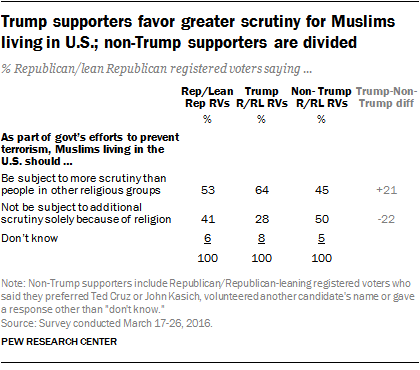 Trump supporters favor greater scrutiny for Muslims
living in U.S.; non-Trump supporters are divided
% Republican/lean Republican registered voters saying ...
Rep/Lean Trump Non- Trump Trump-Non-
Rep RVs R/RL RVs R/RL RVs Trump diff
% % %
As part of govt's efforts to prevent
terrorism, Muslims living in the
U.S. should ...
Be subject to more scrutiny than
people in other religious groups 53 64 45 +21
Not be subject to additional
scrutiny solely because of religion 41 28 50 -22
Don't know 6 8 5
100 100 100
Note: Non-Trump supporters include Republican/Republican-leaning registered voters who
said they preferred Ted Cruz or John Kasich, volunteered another candidate's name or gave
a response other than "don't know."
Source: Survey conducted March 17-26, 2016.
PEW RESEARCH CENTER